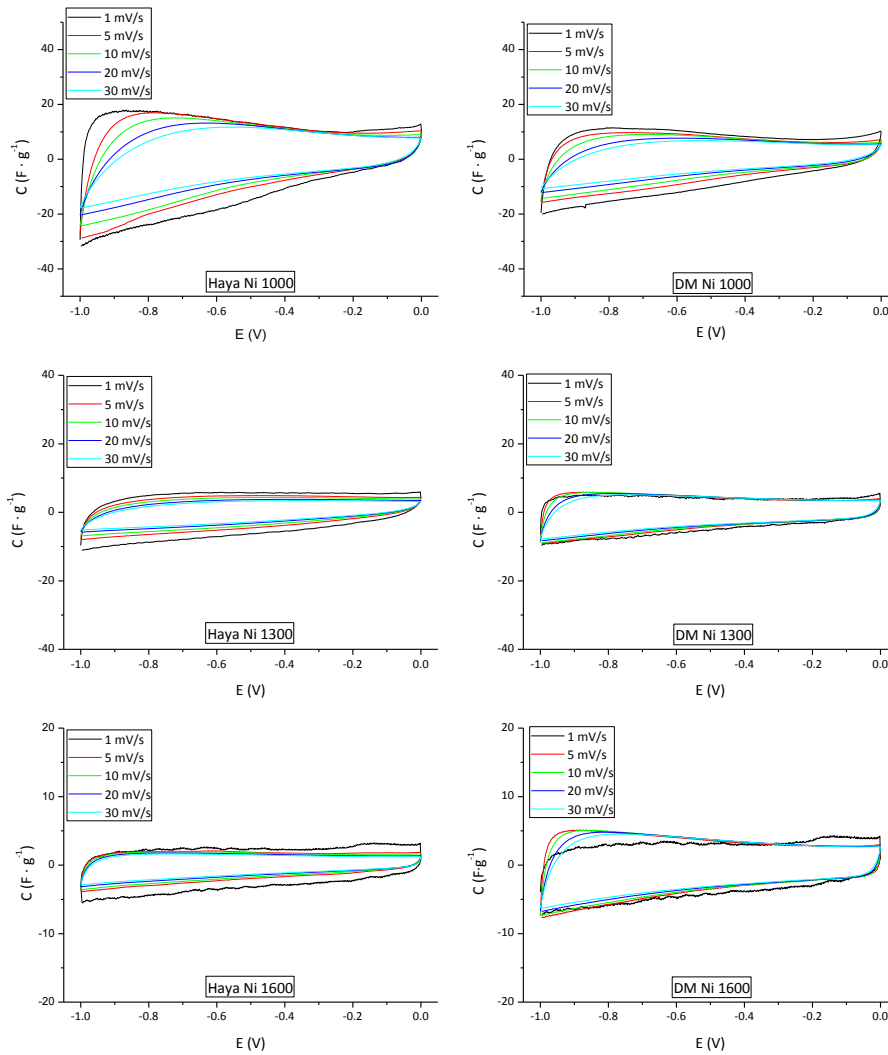 1 mV/s
5 mV/s
10 mV/s
20 mV/s
30 mV/s
40
20
0
-20
-40
C (F · g⁻¹)
Haya Ni 1000
-1.0 -0.8 -0.6 -0.4 -0.2 0.0
E (V)
1 mV/s
5 mV/s
10 mV/s
20 mV/s
30 mV/s
40
20
0
-20
-40
C (F · g⁻¹)
DM Ni 1000
-1.0 -0.8 -0.6 -0.4 -0.2 0.0
E (V)
1 mV/s
5 mV/s
10 mV/s
20 mV/s
30 mV/s
40
20
0
-20
-40
C (F · g⁻¹)
Haya Ni 1300
-1.0 -0.8 -0.6 -0.4 -0.2 0.0
E (V)
1 mV/s
5 mV/s
10 mV/s
20 mV/s
30 mV/s
40
20
0
-20
-40
C (F · g⁻¹)
DM Ni 1300
-1.0 -0.8 -0.6 -0.4 -0.2 0.0
E (V)
1 mV/s
5 mV/s
10 mV/s
20 mV/s
30 mV/s
20
10
0
-10
-20
C (F · g⁻¹)
Haya Ni 1600
-1.0 -0.8 -0.6 -0.4 -0.2 0.0
E (V)
1 mV/s
5 mV/s
10 mV/s
20 mV/s
30 mV/s
20
10
0
-10
-20
C (F·g⁻¹)
DM Ni 1600
-1.0 -0.8 -0.6 -0.4 -0.2 0.0
E (V)